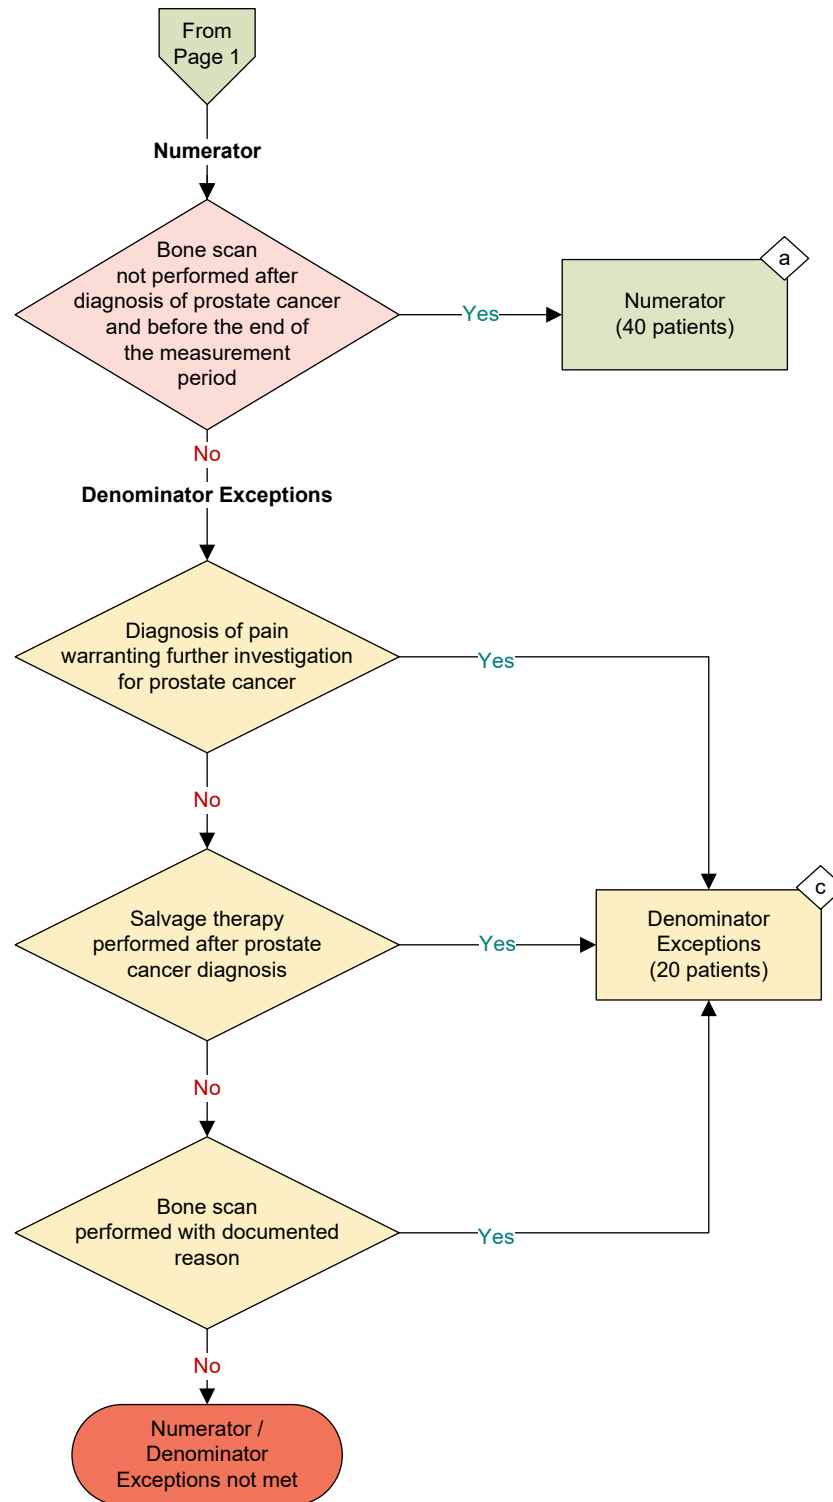 From
Page 1
Numerator
Bone scan
not performed after
diagnosis of prostate cancer
and before the end of
the measurement
period
Yes
a
Numerator
(40 patients)
No
Denominator Exceptions
Diagnosis of pain
warranting further investigation
for prostate cancer
Yes
No
Salvage therapy
performed after prostate
cancer diagnosis
Yes
c
Denominator
Exceptions
(20 patients)
No
Bone scan
performed with documented
reason
Yes
No
Numerator /
Denominator
Exceptions not met